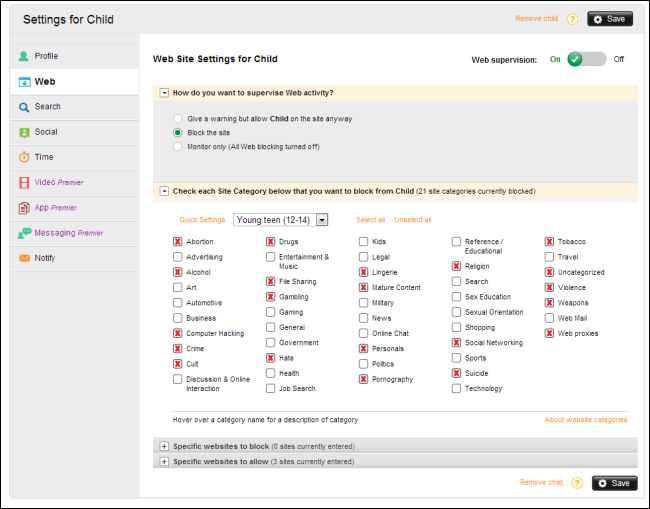 Settings for Child
Remove child ? Save
Profile
Web
Search
Social
Time
Video Premier
App Premier
Messaging Premier
Notify
Web Site Settings for Child
Web supervision: On Off
How do you want to supervise Web activity?
Give a warning but allow Child on the site anyway
Block the site
Monitor only (All Web blocking turned off)
Check each Site Category below that you want to block from Child (21 site categories currently blocked)
Quick Settings Young teen (12-14) Select all Unselect all
Abortion
Advertising
Alcohol
Art
Automotive
Business
Computer Hacking
Crime
Cult
Discussion & Online
Interaction
Drugs
Entertainment &
Music
File Sharing
Gambling
Gaming
General
Government
Hate
Health
Job Search
Kids
Legal
Lingerie
Mature Content
Military
News
Online Chat
Personals
Politics
Pornography
Reference /
Educational
Religion
Search
Sex Education
Sexual Orientation
Shopping
Social Networking
Sports
Suicide
Technology
Tobacco
Travel
Uncategorized
Violence
Weapons
Web Mail
Web proxies
Hover over a category name for a description of category
About website categories
Specific websites to block (0 sites currently entered)
Specific websites to allow (3 sites currently entered)
Remove child ? Save